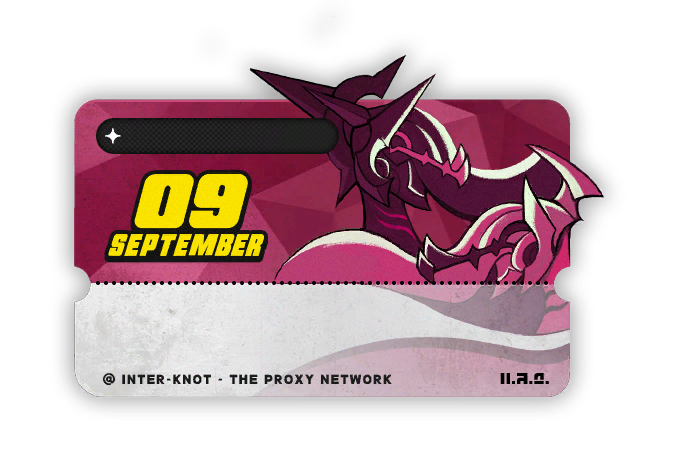 09
SEPTEMBER
@ INTER-KNOT - THE PROXY NETWORK